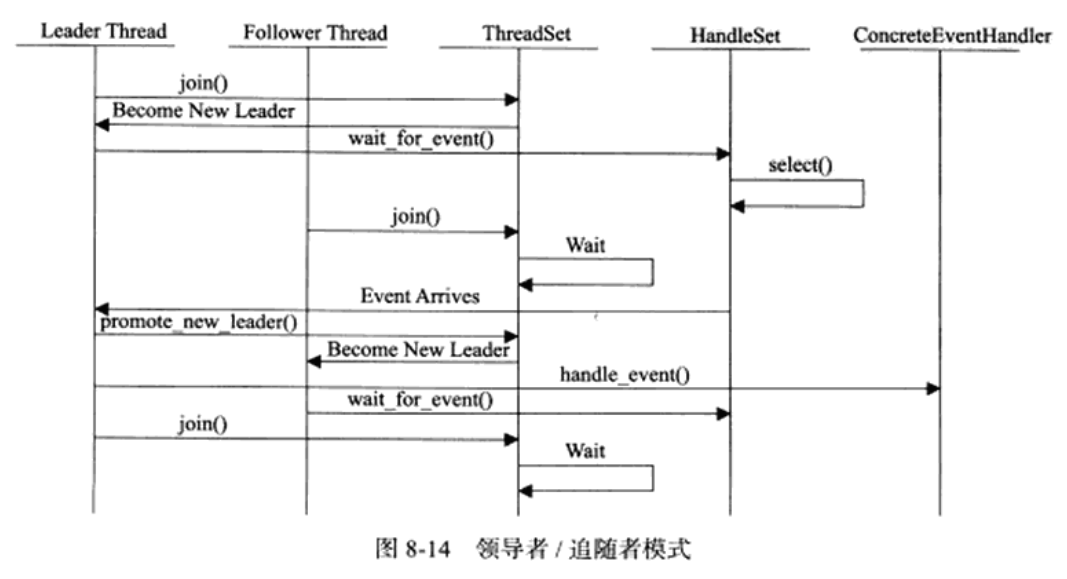 Leader Thread Follower Thread ThreadSet HandleSet ConcreteEventHandler
join()
Become New Leader
wait_for_event()
select()
join()
Wait
Event Arrives
promote_new_leader()
Become New Leader
handle_event()
wait_for_event()
join()
Wait
图 8-14 领导者 / 追随者模式